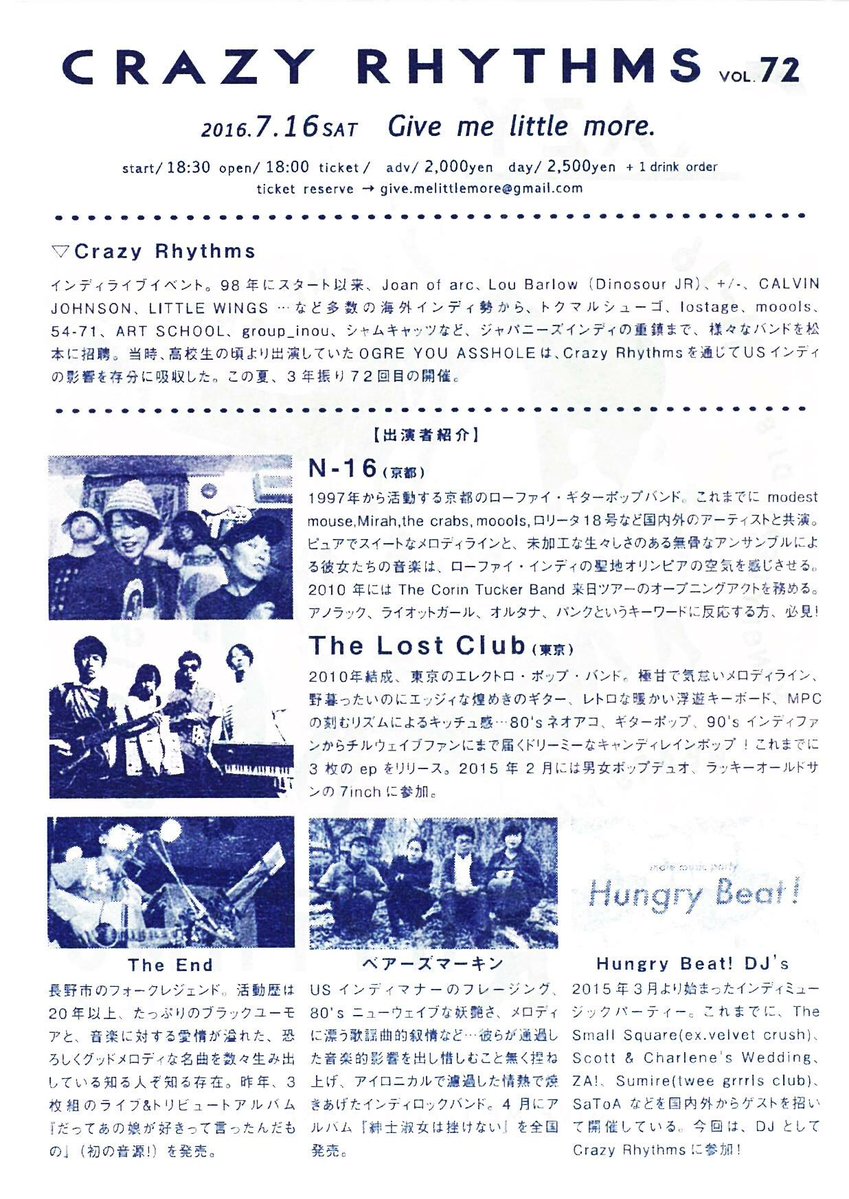 CRAZY RHYTHMS VOL. 72
2016.7.16 SAT Give me little more.
start/ 18:30 open/ 18:00 ticket/ adv/ 2,000yen day/ 2,500yen + 1 drink order
ticket reserve → give.melittlemore@gmail.com
▽Crazy Rhythms
インディライブイベント。98年にスタート以来、Joan of arc、Lou Barlow（Dinosour JR）、+/-、CALVIN
JOHNSON、LITTLE WINGS …など多数の海外インディ勢から、トクマルシューゴ、lostage、moools、
54-71、ART SCHOOL、group_inou、シャムキャッツなど、ジャパニーズインディの重鎮まで、様々なバンドを松
本に招聘。当時、高校生の頃より出演していたOGRE YOU ASSHOLEは、Crazy Rhythmsを通じてUSインディ
の影響を存分に吸収した。この夏、3年振り72回目の開催。
【出演者紹介】
N-16（京都）
1997年から活動する京都のローファイ・ギターポップバンド。これまでに modest
mouse,Mirah,the crabs,moools,ロリータ18号など国内外のアーティストと共演。
ピュアでスイートなメロディラインと、未加工な生々しさのある無骨なアンサンブルによ
る彼女たちの音楽は、ローファイ・インディの聖地オリンピアの空気を感じさせる。
2010年には The Corin Tucker Band 来日ツアーのオープニングアクトを務める。
アノラック、ライオットガール、オルタナ、パンクというキーワードに反応する方、必見!
The Lost Club（東京）
2010年結成、東京のエレクトロ・ポップ・バンド。極甘で気怠いメロディライン、
野暮ったいのにエッジィな煌めきのギター、レトロな暖かい浮遊キーボード、MPC
の刻むリズムによるキッチュ感…80'sネオアコ、ギターポップ、90's インディファ
ンからチルウェイブファンにまで届くドリーミーなキャンディレインポップ！これまでに
3枚の ep をリリース。2015年2月には男女ポップデュオ、ラッキーオールドサ
ンの7inchに参加。
indie music party
Hungry Beat!
The End
長野市のフォークレジェンド。活動歴は
20年以上、たっぷりのブラックユーモ
アと、音楽に対する愛情が溢れた、恐
ろしくグッドメロディな名曲を数々生み出
している知る人ぞ知る存在。昨年、3
枚組のライブ&トリビュートアルバム
『だってあの娘が好きって言ったんだも
の』（初の音源!）を発売。
ベアーズマーキン
USインディマナーのフレージング、
80's ニューウェイブな妖艶さ、メロディ
に漂う歌謡曲的叙情など…彼らが通過し
た音楽的影響を出し惜しむこと無く捏ね
上げ、アイロニカルで濾過した情熱で焼
きあげたインディロックバンド。4月にア
ルバム『紳士淑女は挫けない』を全国
発売。
Hungry Beat! DJ's
2015年3月より始まったインディミュー
ジックパーティー。これまでに、The
Small Square(ex.velvet crush)、
Scott & Charlene's Wedding、
ZA!、Sumire(twee grrrls club)、
SaToA などを国内外からゲストを招い
て開催している。今回は、DJとして
Crazy Rhythmsに参加!